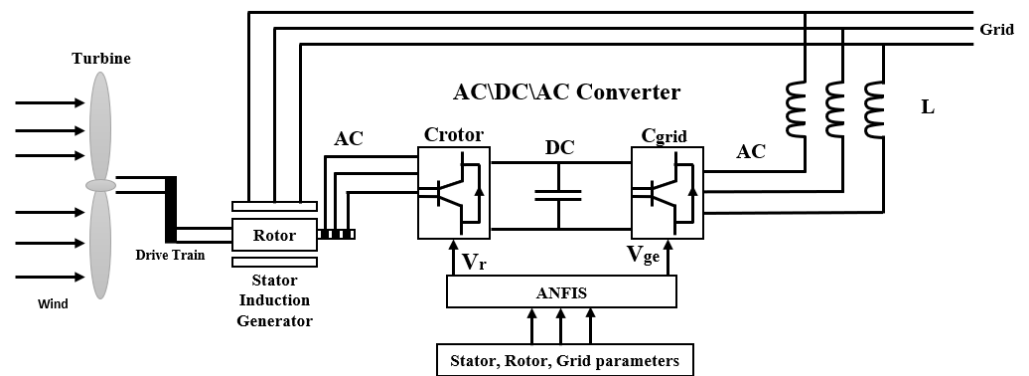 Grid
Turbine
AC\DC\AC Converter
L
AC
Crotor
DC
Cgrid
AC
Rotor
Drive Train
Vr
Vge
Stator
Induction
Generator
ANFIS
Wind
Stator, Rotor, Grid parameters